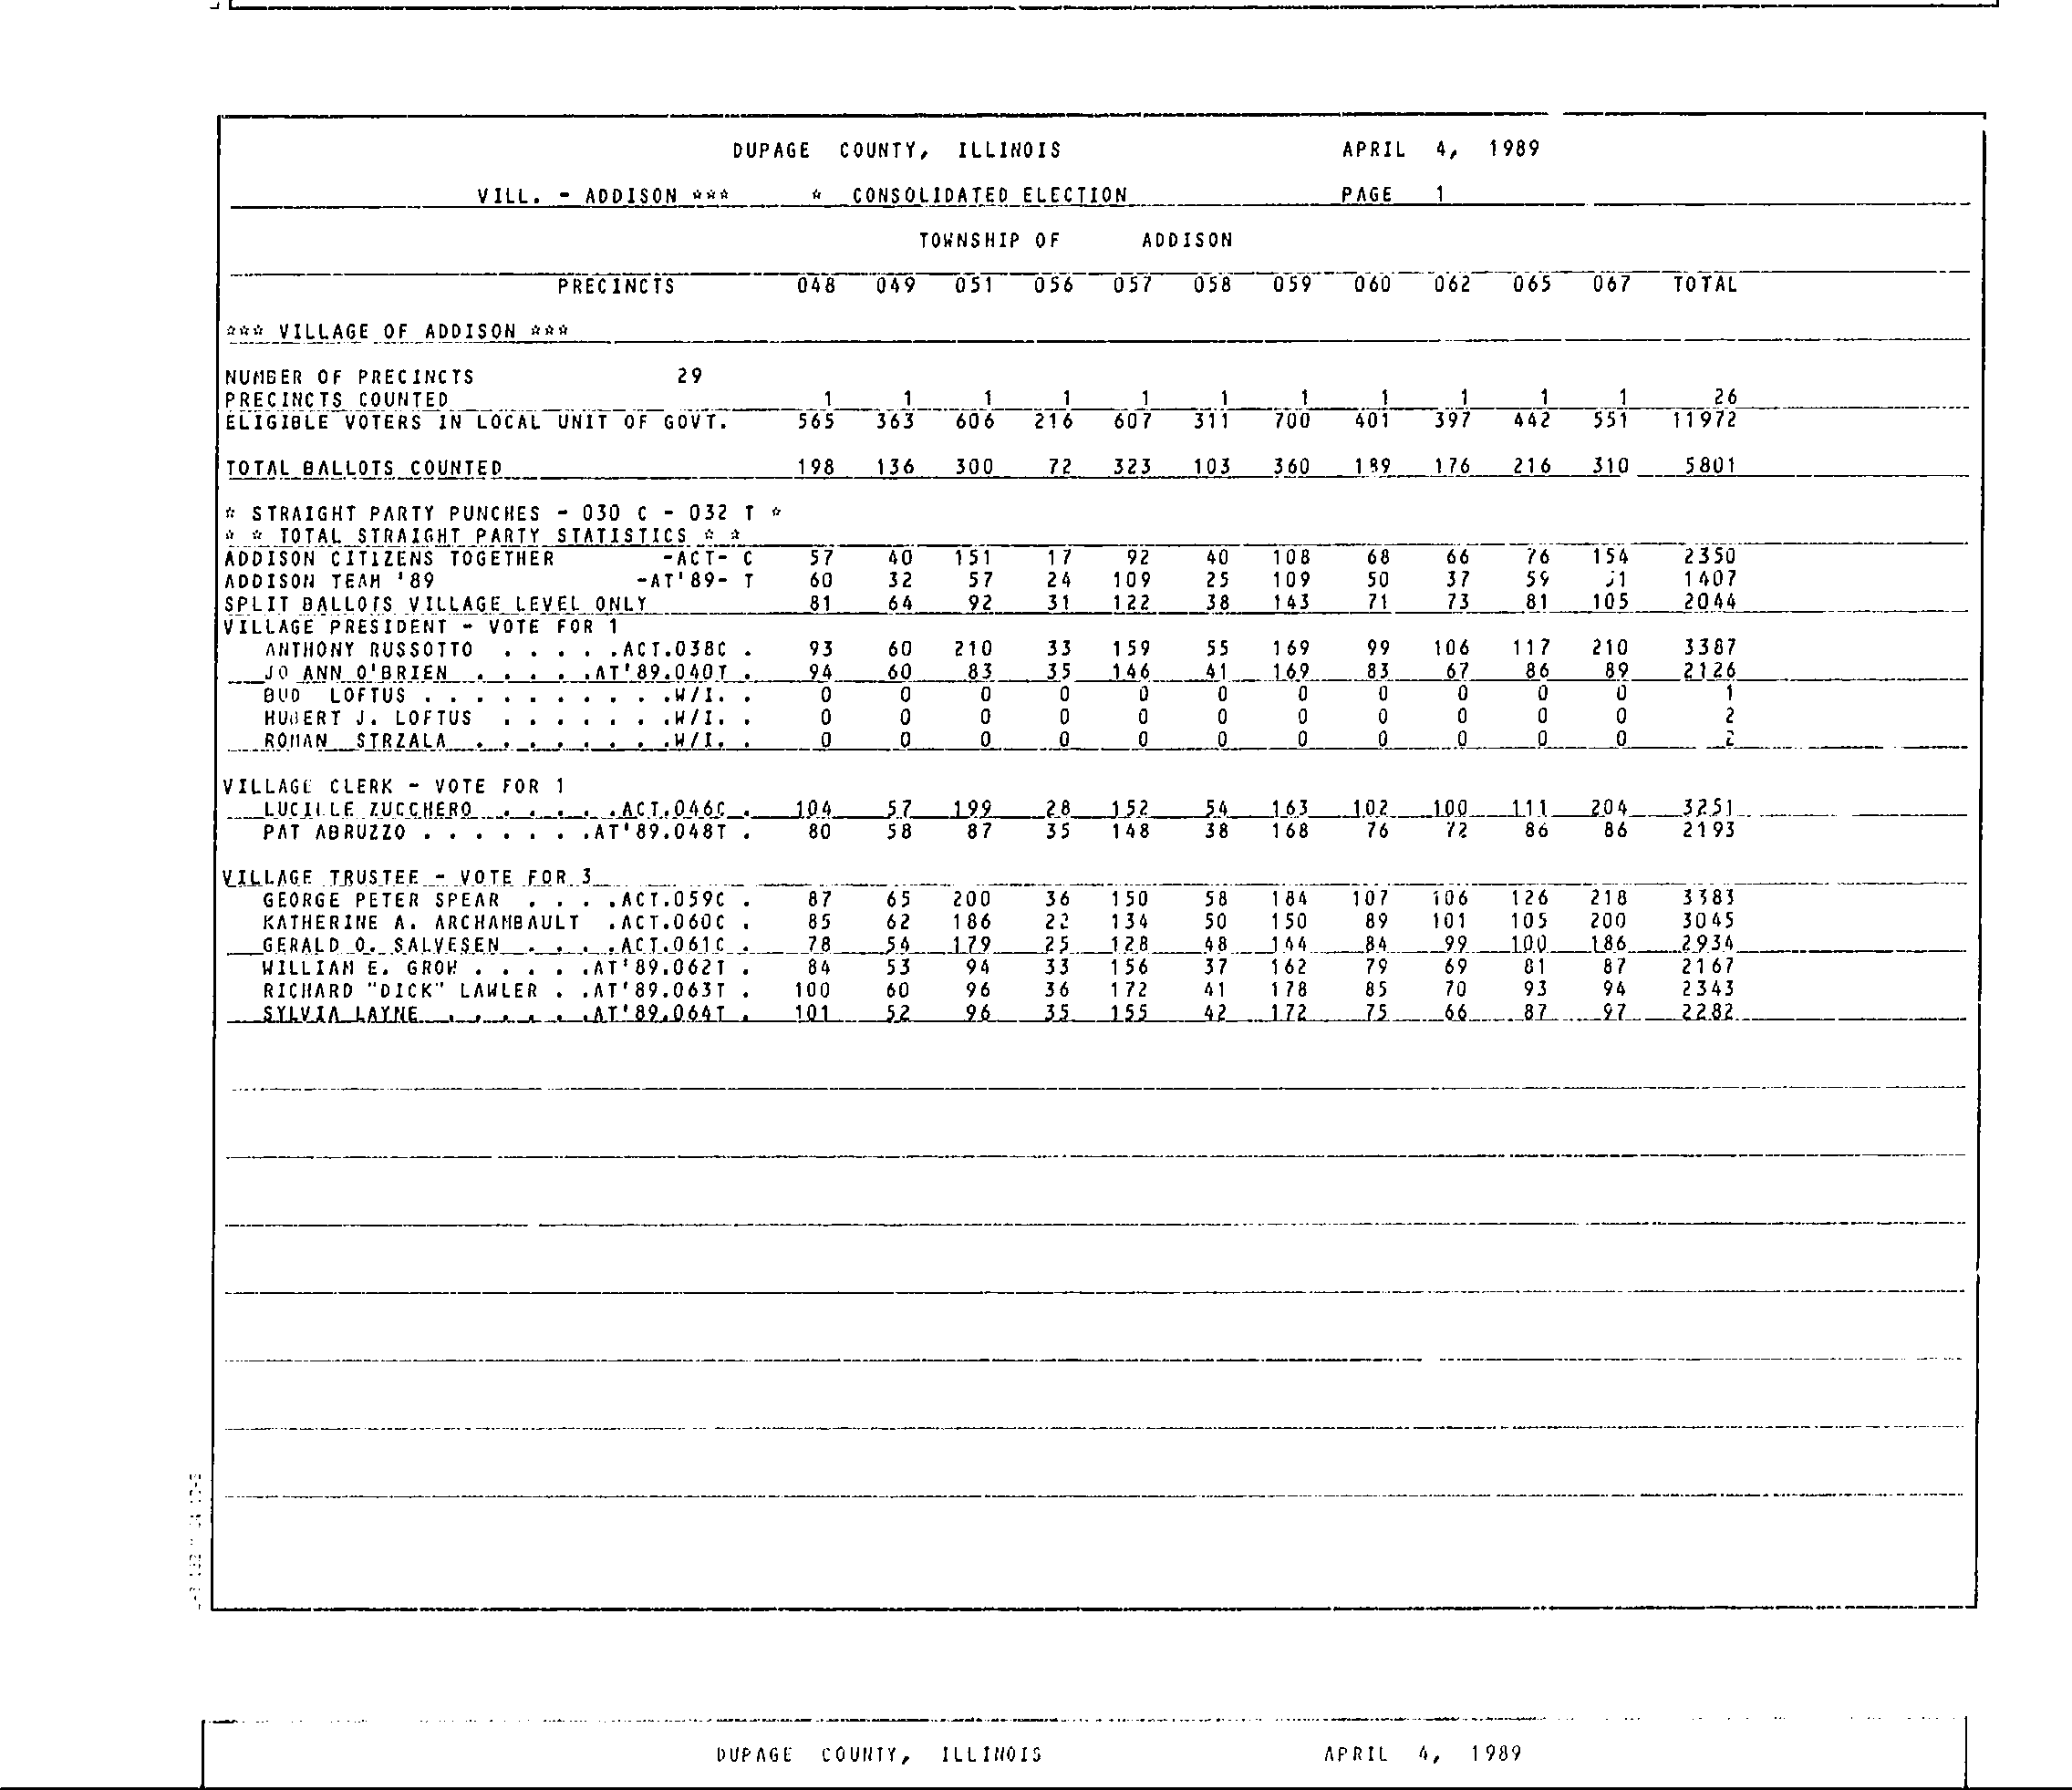 DUPAGE COUNTY, ILLINOIS APRIL 4, 1989
VILL. - ADDISON *** * CONSOLIDATED ELECTION PAGE 1
TOWNSHIP OF ADDISON
PRECINCTS 048 049 051 056 057 058 059 060 062 065 067 TOTAL
*** VILLAGE OF ADDISON ***
NUMBER OF PRECINCTS 29
PRECINCTS COUNTED 1 1 1 1 1 1 1 1 1 1 1 26
ELIGIBLE VOTERS IN LOCAL UNIT OF GOVT. 565 363 606 216 607 311 700 401 397 442 551 11972
TOTAL BALLOTS COUNTED 198 136 300 72 323 103 360 189 176 216 310 5801
* STRAIGHT PARTY PUNCHES - 030 C - 032 T *
* * TOTAL STRAIGHT PARTY STATISTICS * *
ADDISON CITIZENS TOGETHER -ACT- C 57 40 151 17 92 40 108 68 66 76 154 2350
ADDISON TEAM '89 -AT'89- T 60 32 57 24 109 25 109 50 37 59 1407
SPLIT BALLOTS VILLAGE LEVEL ONLY 81 64 92 31 122 38 143 71 73 81 105 2044
VILLAGE PRESIDENT - VOTE FOR 1
ANTHONY RUSSOTTO . . . . .ACT.038C . 93 60 210 33 159 55 169 99 106 117 210 3387
JO ANN O'BRIEN . . . . .AT'89.040T . 94 60 83 35 146 41 169 83 67 86 89 2126
BUD LOFTUS . . . . . . . . . .W/I. . 0 0 0 0 0 0 0 0 0 0 0 1
HUBERT J. LOFTUS . . . . . . .W/I. . 0 0 0 0 0 0 0 0 0 0 0 2
ROMAN STRZALA . . . . . . . .W/I. . 0 0 0 0 0 0 0 0 0 0 0 2
VILLAGE CLERK - VOTE FOR 1
LUCILLE ZUCCHERO . . . . .ACT.046C . 104 57 199 28 152 54 163 102 100 111 204 3251
PAT ABRUZZO . . . . . . .AT'89.048T . 80 58 87 35 148 38 168 76 72 86 86 2193
VILLAGE TRUSTEE - VOTE FOR 3
GEORGE PETER SPEAR . . . .ACT.059C . 87 65 200 36 150 58 184 107 106 126 218 3383
KATHERINE A. ARCHAMBAULT .ACT.060C . 85 62 186 22 134 50 150 89 101 105 200 3045
GERALD O. SALVESEN . . . .ACT.061C . 78 54 179 25 128 48 144 84 99 100 186 2934
WILLIAM E. GROW . . . . .AT'89.062T . 84 53 94 33 156 37 162 79 69 81 87 2167
RICHARD "DICK" LAWLER . .AT'89.063T . 100 60 96 36 172 41 178 85 70 93 94 2343
SYLVIA LAYNE . . . . . .AT'89.064T . 101 52 96 35 155 42 172 75 66 87 97 2282
DUPAGE COUNTY, ILLINOIS APRIL 4, 1989